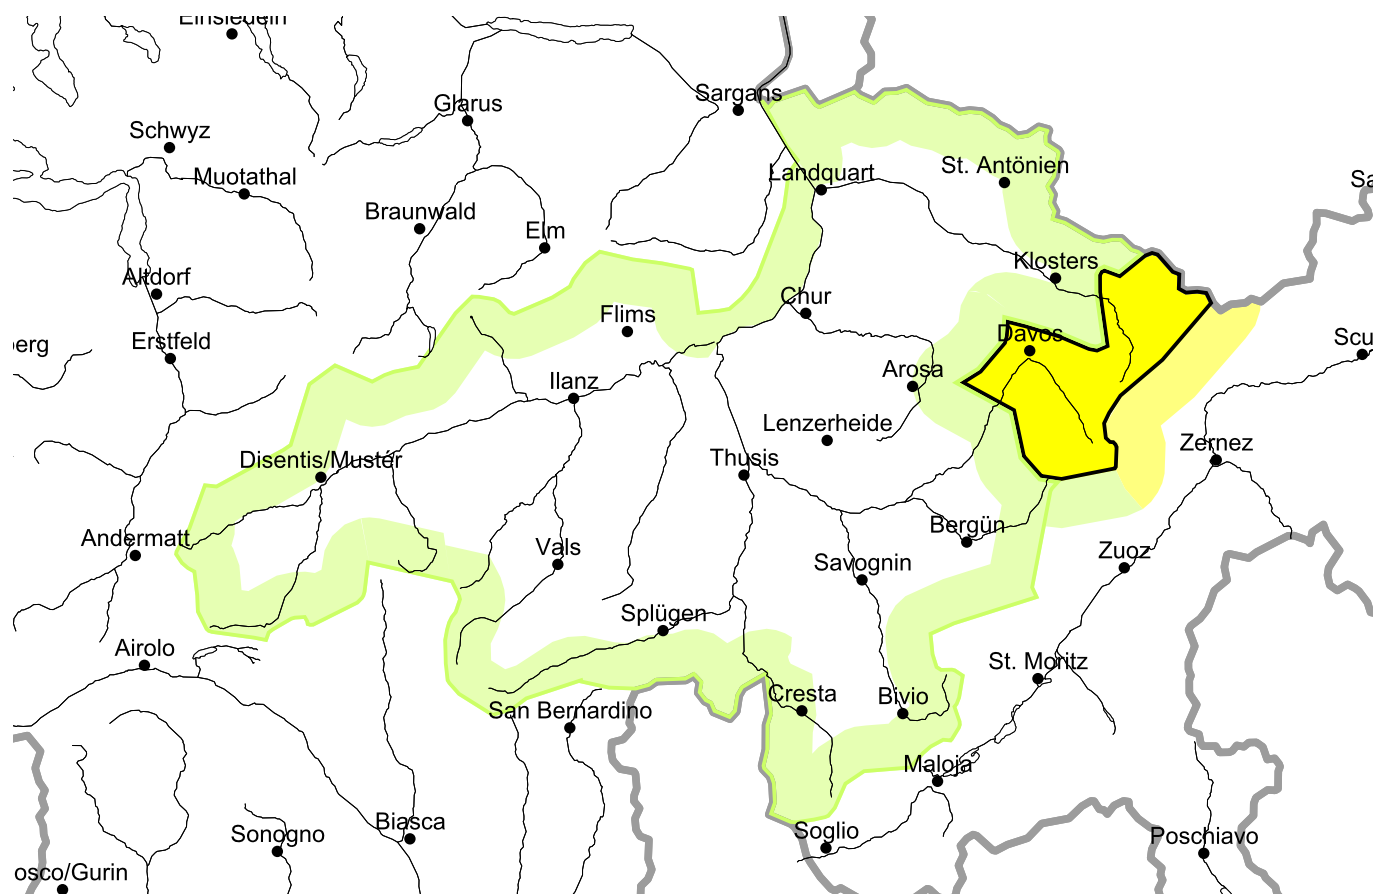 Einsiedeln
Sargans
Glarus
Schwyz
St. Antönien
Landquart
Muotathal
Sa
Braunwald
Elm
Klosters
Altdorf
Chur
Flims
Davos
erg
Erstfeld
Scu
Arosa
Ilanz
Lenzerheide
Zernez
Disentis/Mustér
Thusis
Bergün
Andermatt
Vals
Zuoz
Savognin
Splügen
Airolo
St. Moritz
Cresta
Bivio
San Bernardino
Maloja
Biasca
Soglio
Sonogno
Poschiavo
osco/Gurin